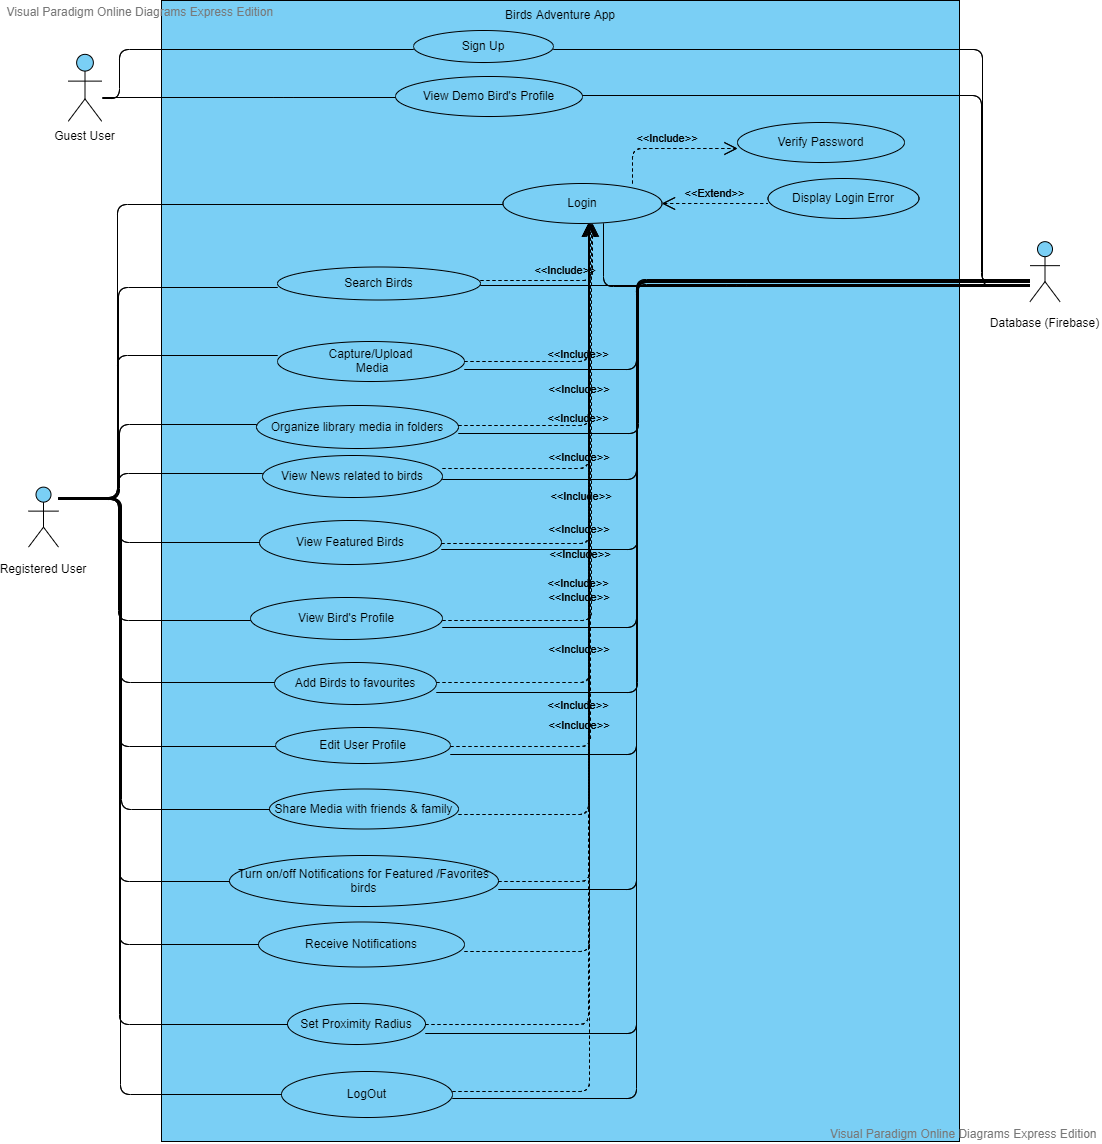 Visual Paradigm Online Diagrams Express Edition
Birds Adventure App
Sign Up
View Demo Bird's Profile
Guest User
<<Include>>
Verify Password
<<Extend>>
Display Login Error
Login
<<Include>>
Search Birds
Database (Firebase)
Capture/Upload
Media
<<Include>>
<<Include>>
<<Include>>
Organize library media in folders
<<Include>>
View News related to birds
<<Include>>
<<Include>>
View Featured Birds
<<Include>>
Registered User
<<Include>>
<<Include>>
View Bird's Profile
<<Include>>
Add Birds to favourites
<<Include>>
<<Include>>
Edit User Profile
Share Media with friends & family
Turn on/off Notifications for Featured /Favorites
birds
Receive Notifications
Set Proximity Radius
LogOut
Visual Paradigm Online Diagrams Express Edition